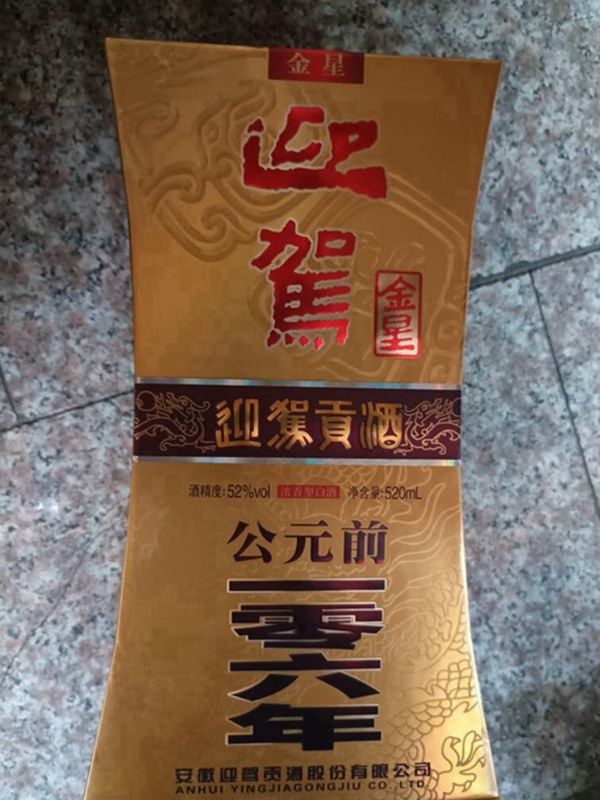 金星
迎
驾
金星
迎驾贡酒
酒精度:52%vol 浓香型白酒 净含量:520mL
公元前
一
零
六
年
安徽迎驾贡酒股份有限公司
ANHUI YINGJIAGONGJIU CO.,LTD